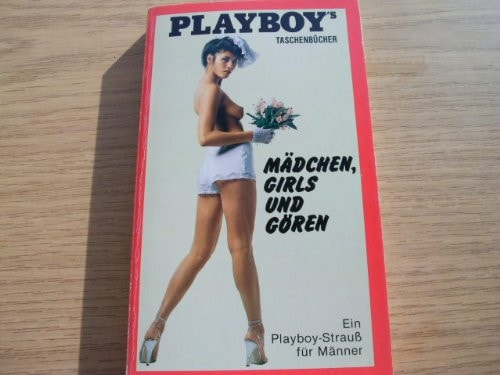 PLAYBOY's
TASCHENBÜCHER
MÄDCHEN,
GIRLS
UND
GÖREN
Ein
Playboy-Strauß
für Männer